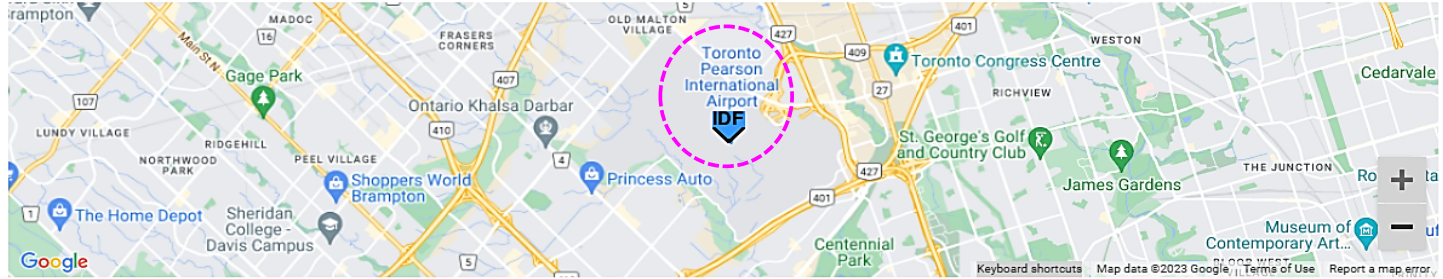 Brampton
MADOC
16
Main St N
Gage Park
107
LUNDY VILLAGE
RIDGEHILL
NORTHWOOD
PARK
PEEL VILLAGE
1
The Home Depot
Shoppers World
Brampton
Sheridan
College -
Davis Campus
Google
FRASERS
CORNERS
407
410
Ontario Khalsa Darbar
4
Princess Auto
5
OLD MALTON
VILLAGE
Toronto
Pearson
International
Airport
IDF
427
409
401
27
Toronto Congress Centre
WESTON
RICHVIEW
Cedarvale
St. George's Golf
and Country Club
427
401
James Gardens
THE JUNCTION
Centennial
Park
Museum of
Contemporary Art...
+
−
Keyboard shortcuts
Map data ©2023 Google
Terms of Use
Report a map error